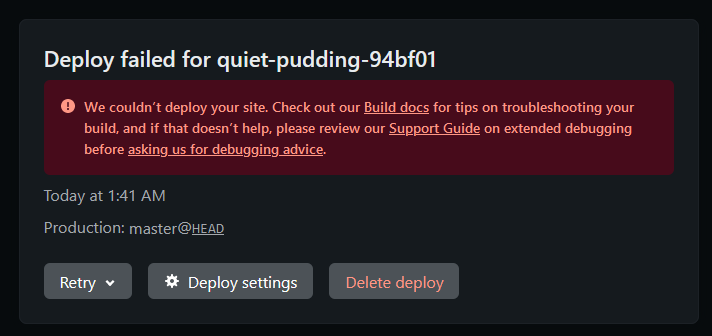 Deploy failed for quiet-pudding-94bf01
We couldn’t deploy your site. Check out our Build docs for tips on troubleshooting your
build, and if that doesn’t help, please review our Support Guide on extended debugging
before asking us for debugging advice.
Today at 1:41 AM
Production: master@HEAD
Retry Deploy settings Delete deploy